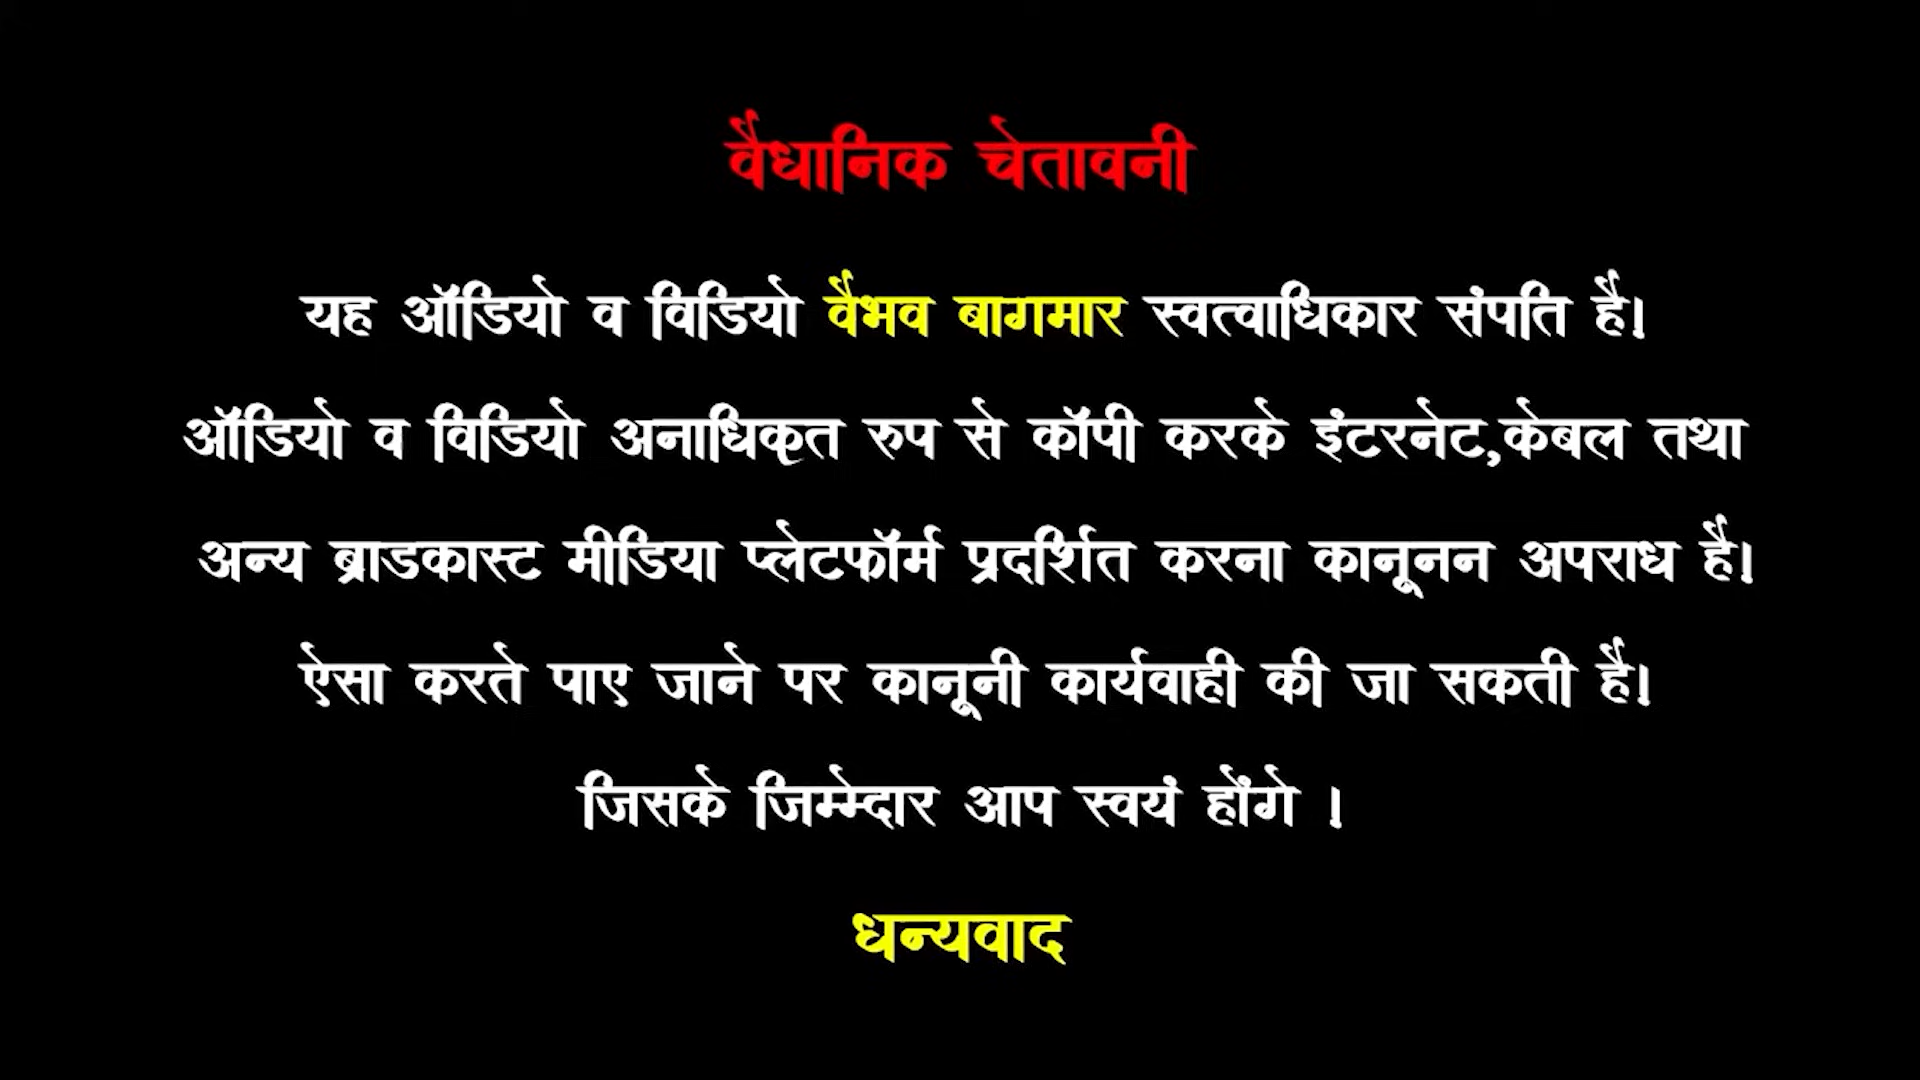 वैधानिक चेतावनी
यह ऑडियो व विडियो वैभव बागमार स्वत्वाधिकार संपति है।
ऑडियो व विडियो अनाधिकृत रुप से कॉपी करके इंटरनेट,केबल तथा
अन्य ब्राडकास्ट मीडिया प्लेटफॉर्म प्रदर्शित करना कानूनन अपराध है।
ऐसा करते पाए जाने पर कानूनी कार्यवाही की जा सकती है।
जिसके जिम्मेदार आप स्वयं होंगे ।
धन्यवाद